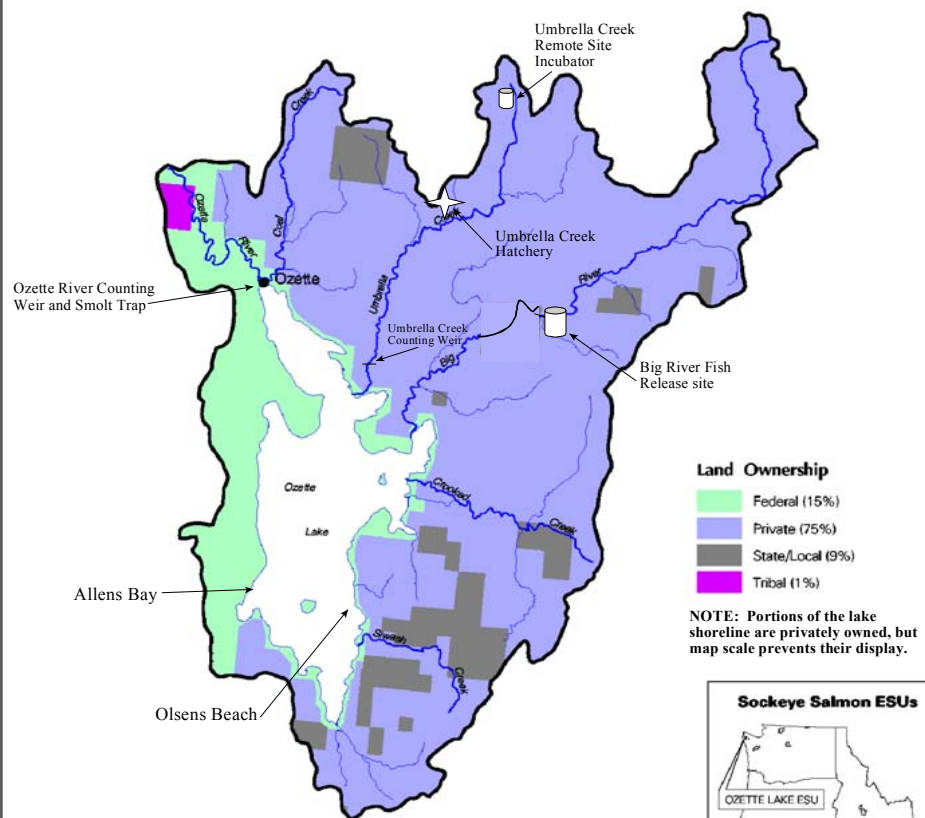 Umbrella Creek
Remote Site
Incubator
Creek
Ozette
River
Coel
Creek
Umbrella Creek
Hatchery
Ozette
Ozette River Counting
Weir and Smolt Trap
Umbrella
River
Umbrella Creek
Counting Weir
Big
Big River Fish
Release site
Ozette
Lake
Crooked
Creek
Land Ownership
Federal (15%)
Private (75%)
State/Local (9%)
Tribal (1%)
NOTE: Portions of the lake
shoreline are privately owned, but
map scale prevents their display.
Allens Bay
Siwash
Creek
Olsens Beach
Sockeye Salmon ESUs
OZETTE LAKE ESU